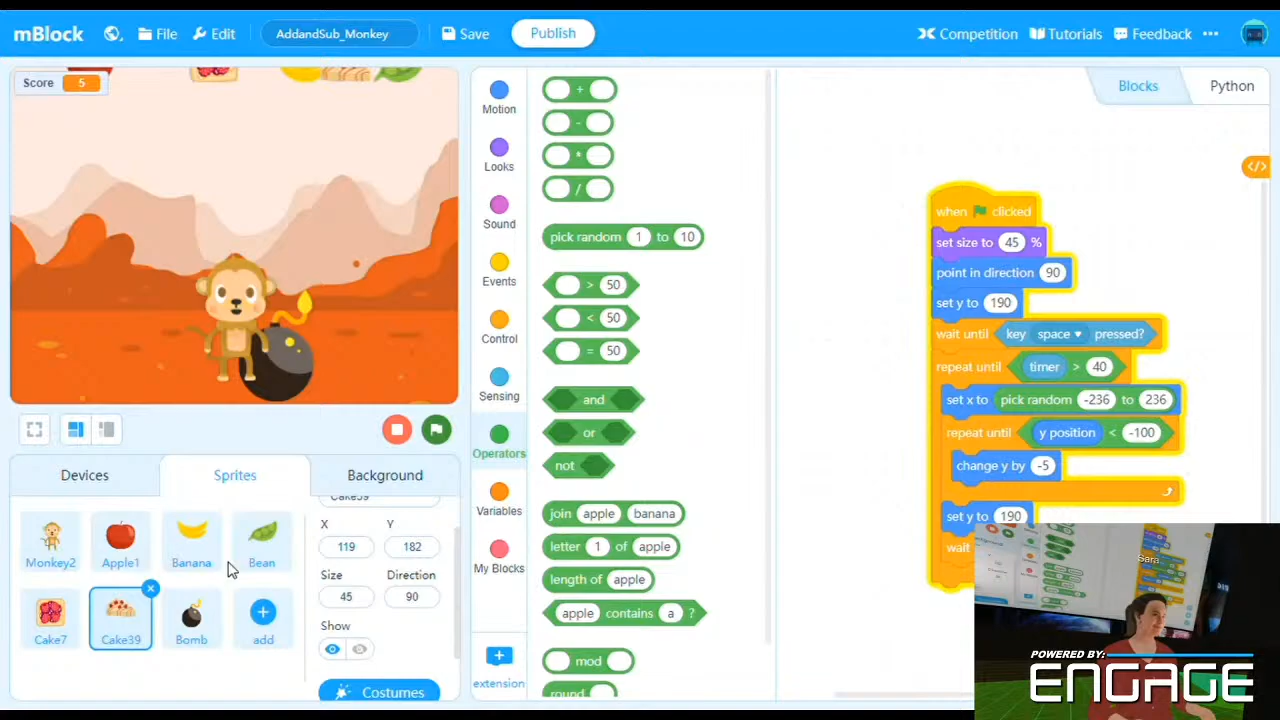 mBlock File Edit AddandSub_Monkey Save Publish Competition Tutorials Feedback
Score 5
Motion
Looks
Sound
Events
Control
Sensing
Operators
Variables
My Blocks
extension
+
-
*
/
pick random 1 to 10
> 50
< 50
= 50
and
or
not
join apple banana
letter 1 of apple
length of apple
apple contains a ?
mod
round
Blocks Python
</>
when clicked
set size to 45 %
point in direction 90
set y to 190
wait until key space pressed?
repeat until timer > 40
set x to pick random -236 to 236
repeat until y position < -100
change y by -5
set y to 190
wait
Devices Sprites Background
Monkey2 Apple1 Banana Bean
Cake7 Cake39 Bomb add
Cake39
X Y
119 182
Size Direction
45 90
Show
Costumes
Sara
POWERED BY:
ENGAGE